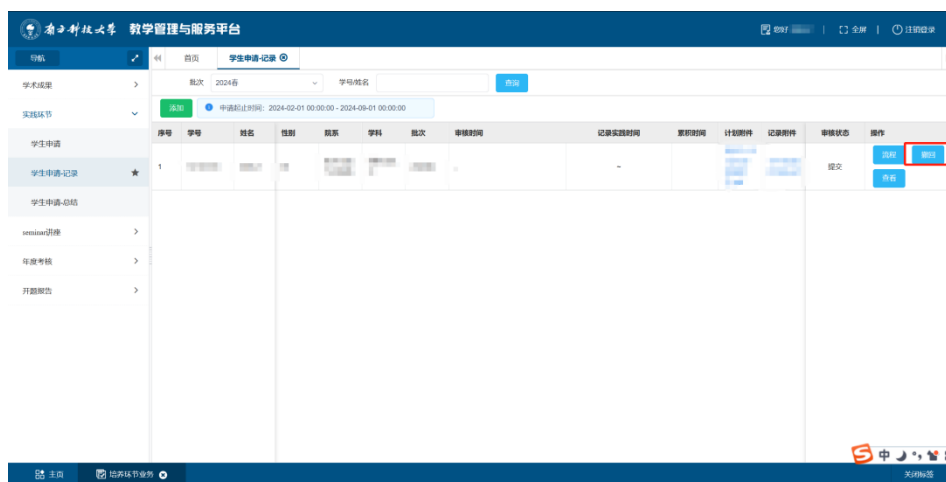 南方科技大学 教学管理与服务平台
您好 | 全屏 | 注销登录
导航
首页 学生申请-记录
学术成果
实践环节
学生申请
学生申请-记录
学生申请-总结
seminar讲座
年度考核
开题报告
批次 2024春 学号/姓名 查询
添加 申请起止时间: 2024-02-01 00:00:00 - 2024-09-01 00:00:00
序号 学号 姓名 性别 院系 学科 批次 审核时间 记录实践时间 累积时间 计划附件 记录附件 审核状态 操作
1 - 提交 流程 撤回
查看
中
主页 培养环节业务 关闭标签